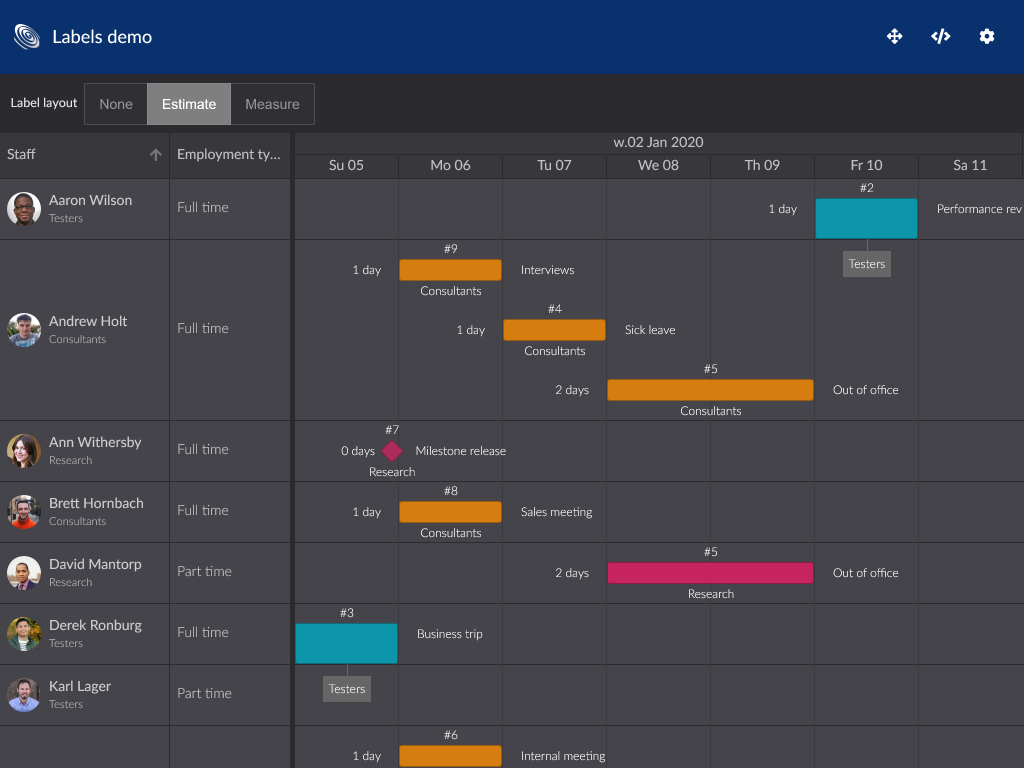 Labels demo
Label layout None Estimate Measure
Staff Employment ty... w.02 Jan 2020
Su 05 Mo 06 Tu 07 We 08 Th 09 Fr 10 Sa 11
#2
Aaron Wilson Full time 1 day Performance rev
Testers
Testers
#9
1 day Interviews
Consultants
#4
Andrew Holt Full time 1 day Sick leave
Consultants Consultants
#5
2 days Out of office
Consultants
#7
Ann Withersby Full time 0 days Milestone release
Research Research
#8
Brett Hornbach Full time 1 day Sales meeting
Consultants Consultants
#5
David Mantorp Part time 2 days Out of office
Research Research
#3
Derek Ronburg Full time Business trip
Testers
Karl Lager Part time Testers
Testers
#6
1 day Internal meeting